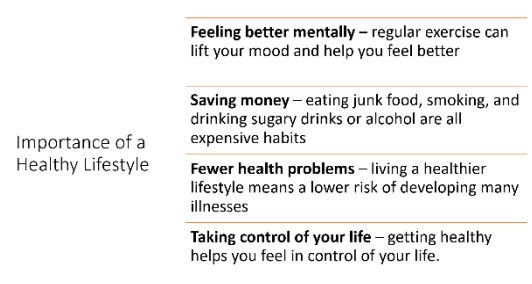 Importance of a
Healthy Lifestyle
Feeling better mentally – regular exercise can
lift your mood and help you feel better
Saving money – eating junk food, smoking, and
drinking sugary drinks or alcohol are all
expensive habits
Fewer health problems – living a healthier
lifestyle means a lower risk of developing many
illnesses
Taking control of your life – getting healthy
helps you feel in control of your life.